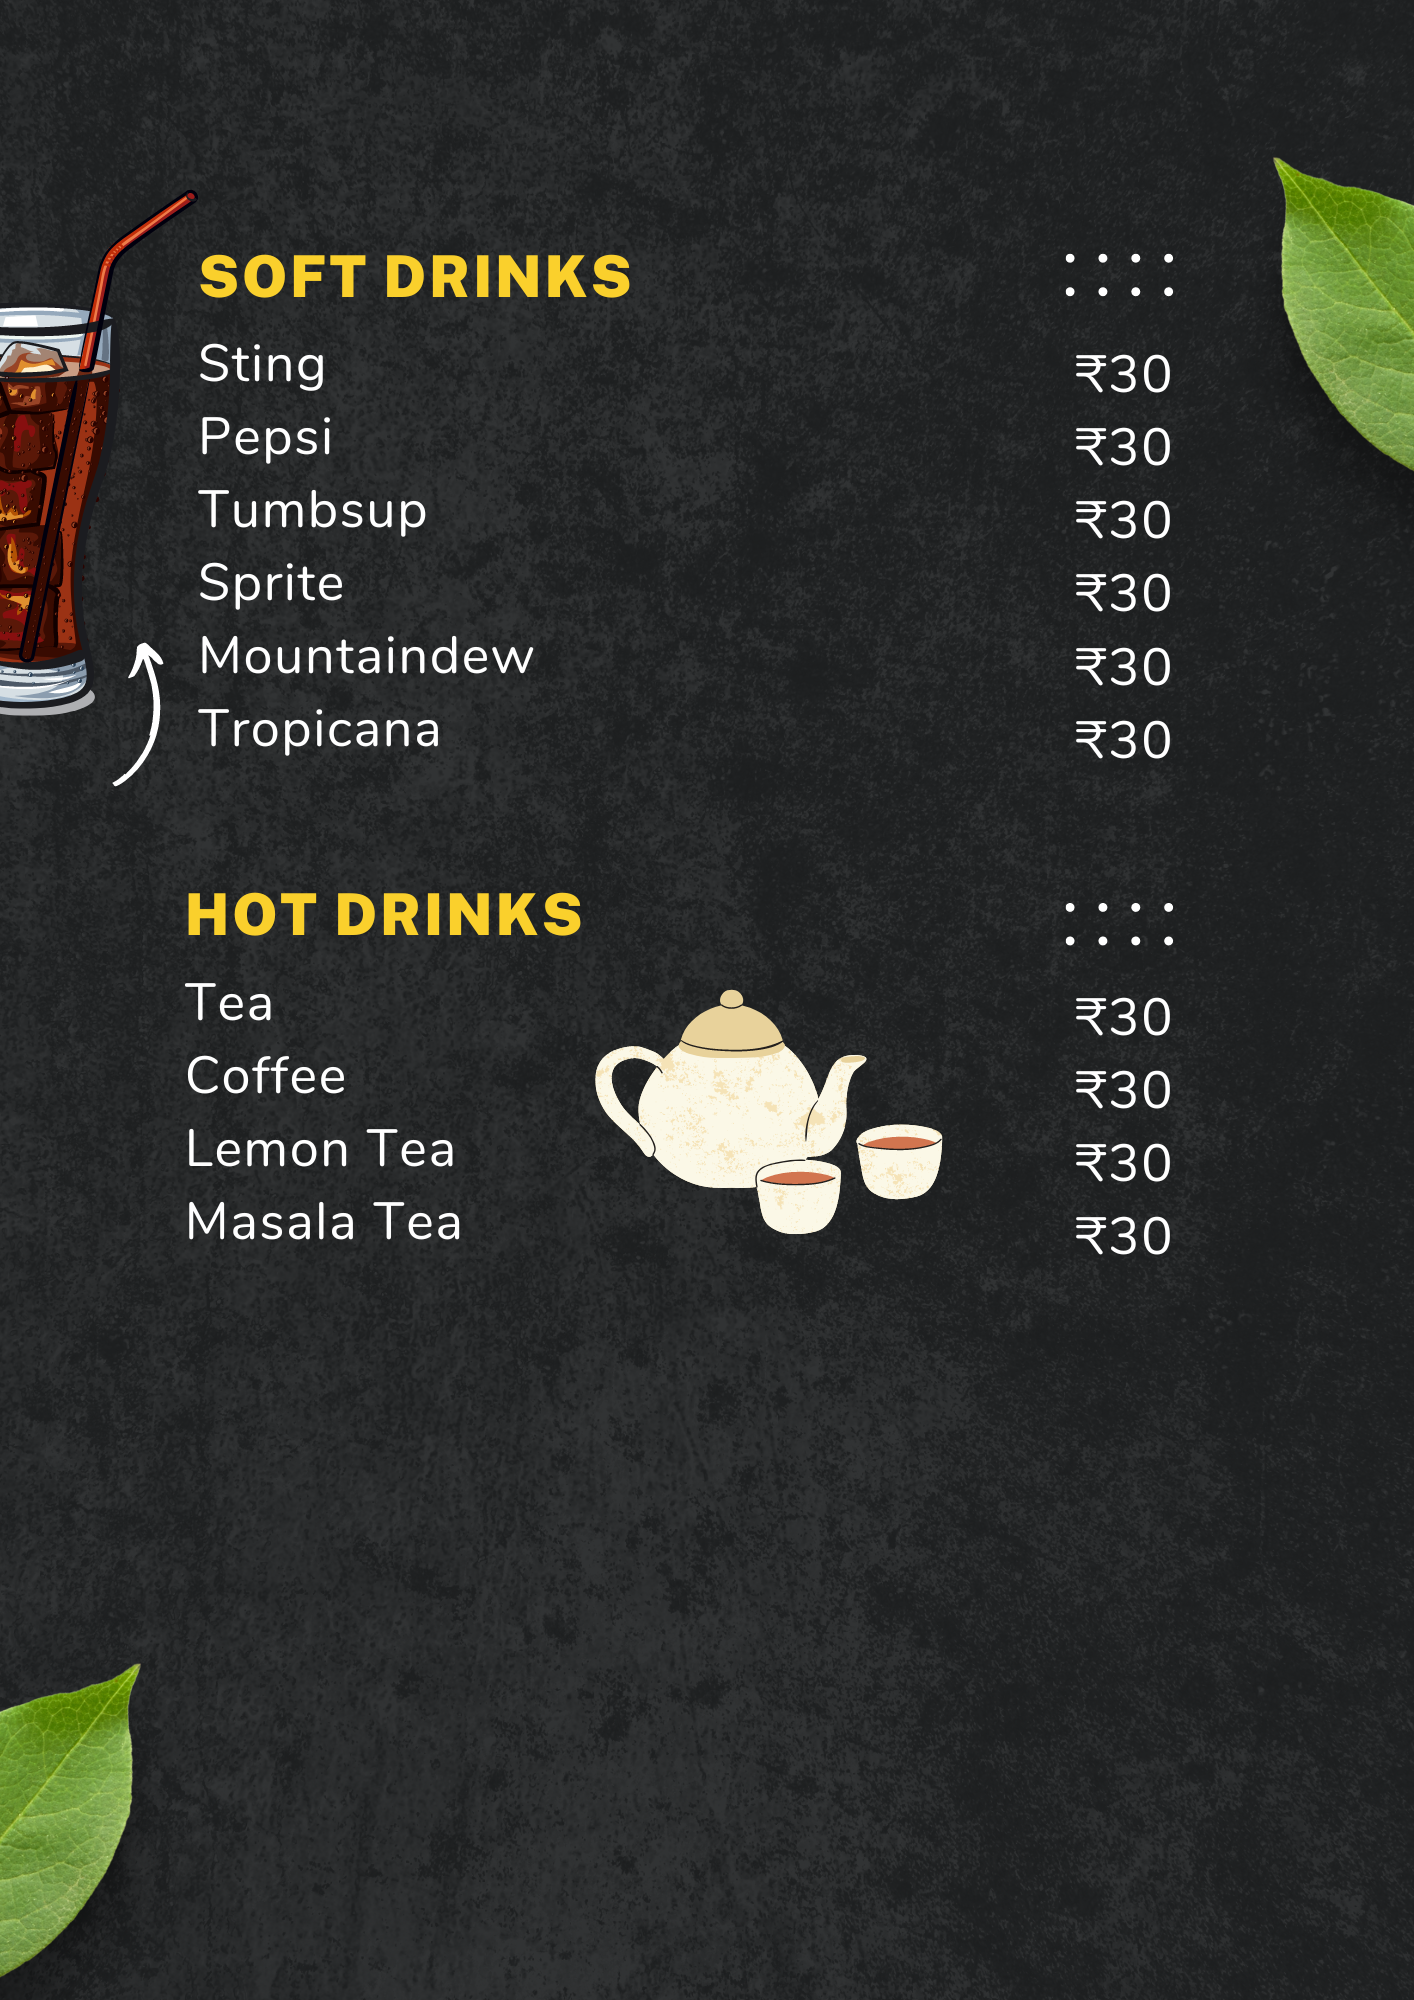 SOFT DRINKS
Sting ₹30
Pepsi ₹30
Tumbsup ₹30
Sprite ₹30
Mountaindew ₹30
Tropicana ₹30
HOT DRINKS
Tea ₹30
Coffee ₹30
Lemon Tea ₹30
Masala Tea ₹30